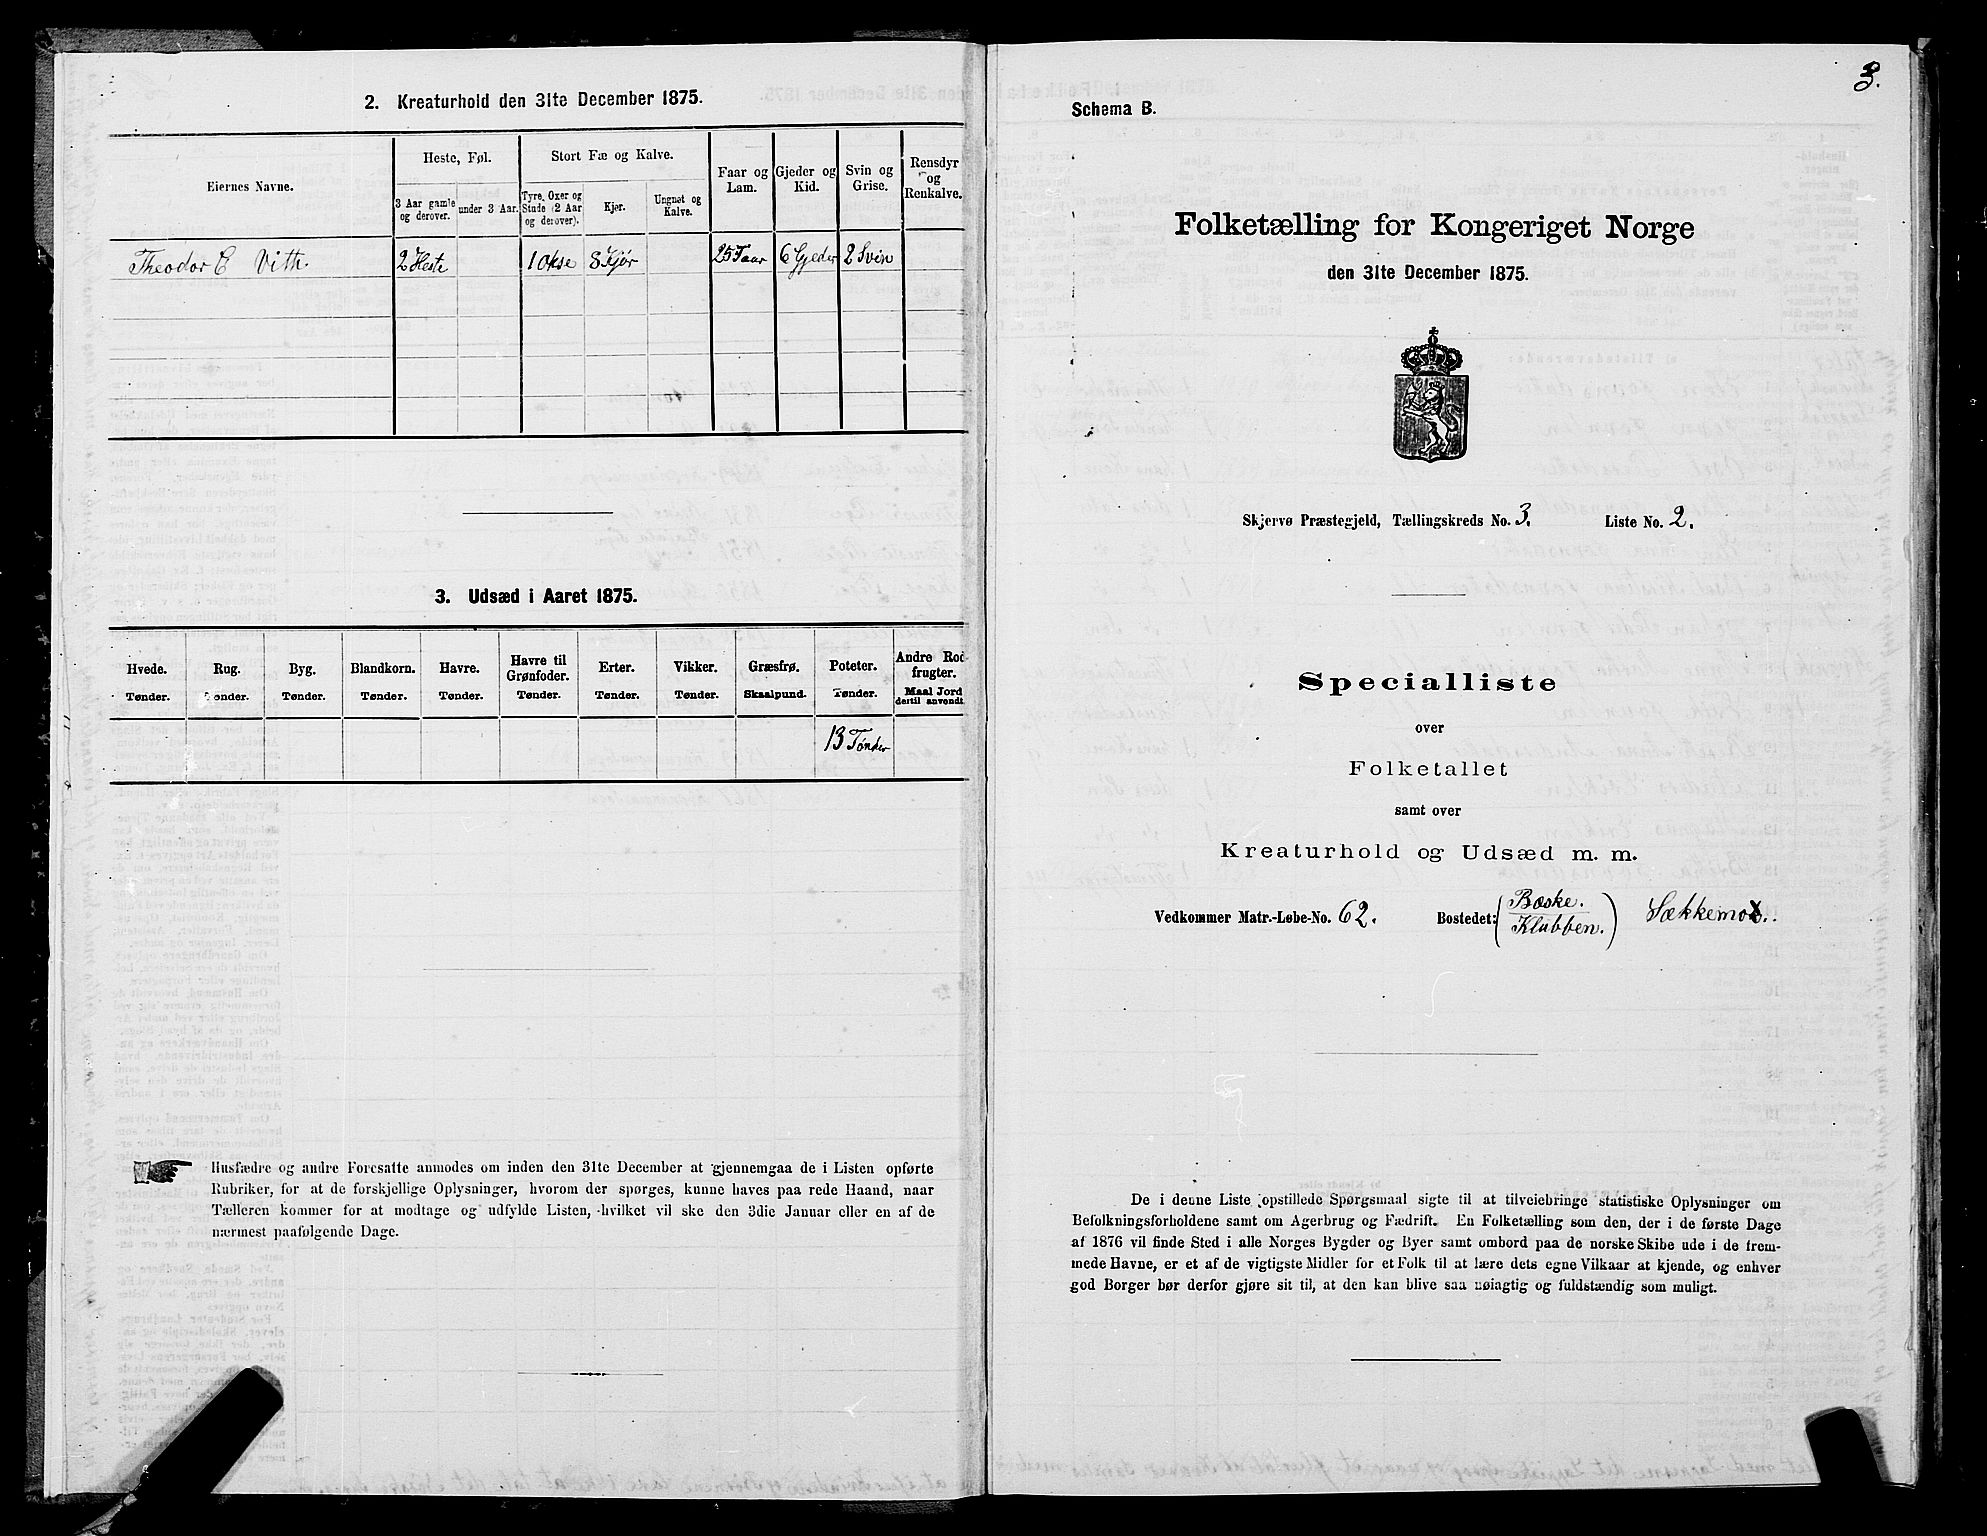 2. Kreaturhold den 31te December 1875.
Eiernes Navne.
Heste, Føl.
Stort Fæ og Kalve.
Faar og Lam.
Gjeder og Kid.
Svin og Grise.
Rensdyr og Renkalve.
3 Aar gamle og derover.
under 3 Aar.
Tyre, Oxer og Stude (2 Aar og derover).
Kjør.
Ungnøt og Kalve.
Theodor E Vith. 2 Heste 1 Okse 8 Kjør 25 Faar 6 Gjeder 2 Svin
3. Udsæd i Aaret 1875.
Hvede. Rug. Byg. Blandkorn. Havre. Havre til Grønfoder. Erter. Vikker. Græsfrø. Poteter. Andre Rodfrugter.
Tønder. Tønder. Tønder. Tønder. Tønder. Tønder. Tønder. Tønder. Skaalpund. Tønder. Maal Jord dertil anvendt.
13 Tønder
Husfædre og andre Foresatte anmodes om inden den 31te December at gjennemgaa de i Listen opførte
Rubriker, for at de forskjellige Oplysninger, hvorom der spørges, kunne haves paa rede Haand, naar
Tælleren kommer for at modtage og udfylde Listen, hvilket vil ske den 3die Januar eller en af de
nærmest paafølgende Dage.
3.
Schema B.
Folketælling for Kongeriget Norge
den 31te December 1875.
Skjervø Præstegjeld, Tællingskreds No. 3. Liste No. 2.
Specialliste
over
Folketallet
samt over
Kreaturhold og Udsæd m. m.
Vedkommer Matr.-Løbe-No. 62. Bostedet: (Bæske. Klubben.) Sækkemo.
De i denne Liste opstillede Spørgsmaal sigte til at tilveiebringe statistiske Oplysninger om
Befolkningsforholdene samt om Agerbrug og Fædrift. En Folketælling som den, der i de første Dage
af 1876 vil finde Sted i alle Norges Bygder og Byer samt ombord paa de norske Skibe ude i de frem-
mede Havne, er et af de vigtigste Midler for et Folk til at lære dets egne Vilkaar at kjende, og enhver
god Borger bør derfor gjøre sit til, at den kan blive saa nøiagtig og fuldstændig som muligt.